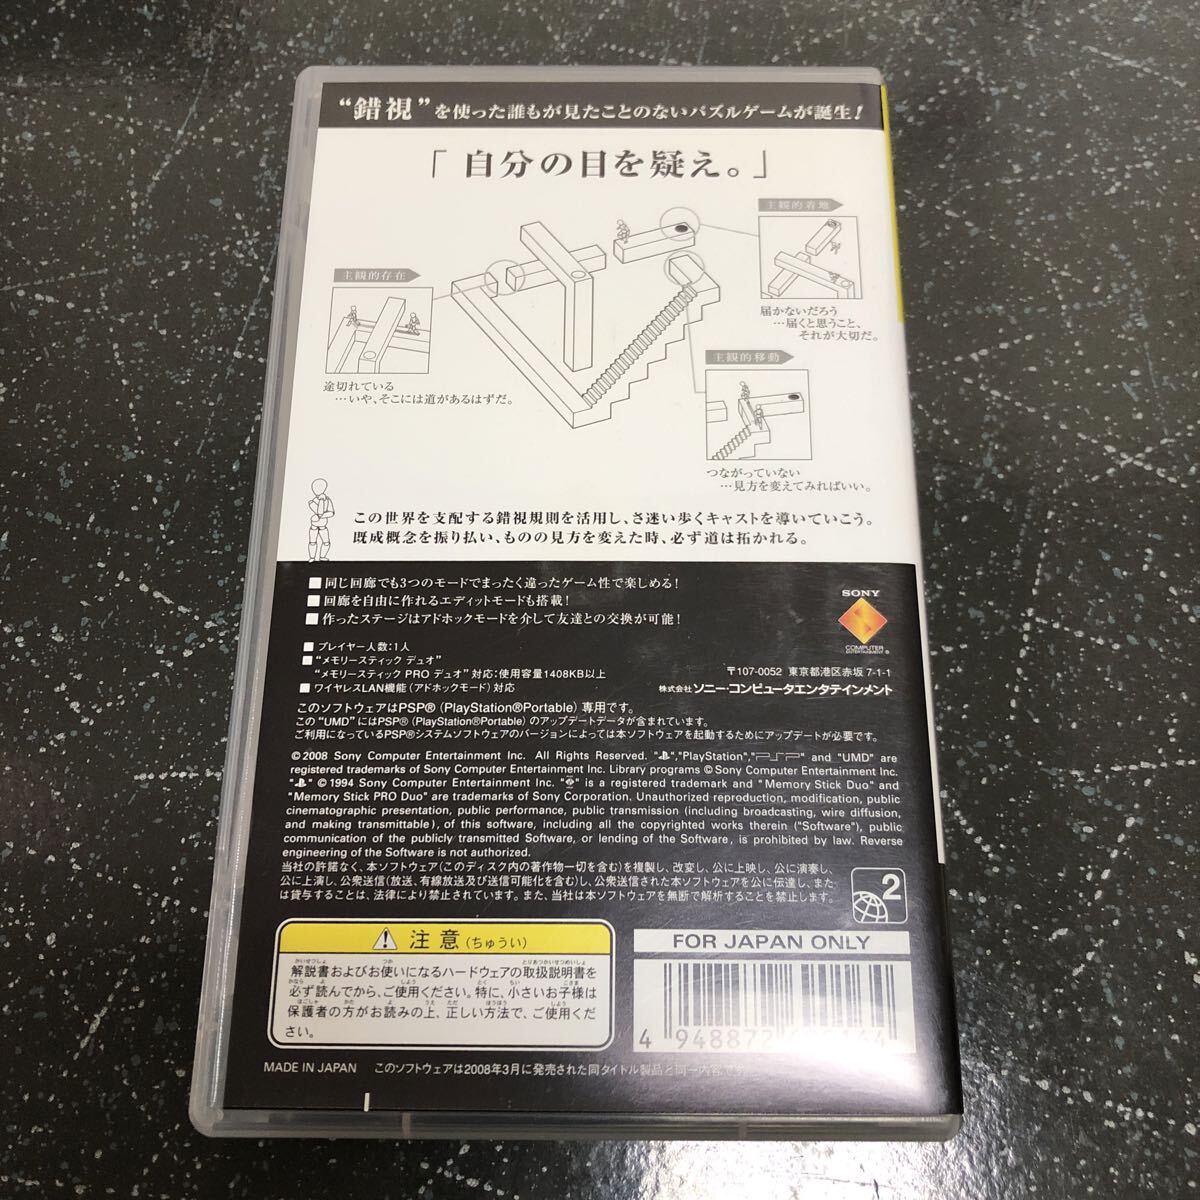 “錯視”を使った誰もが見たことのないパズルゲームが誕生!
「自分の目を疑え。」
主観的着地
届かないだろう
…届くと思うこと、
それが大切だ。
主観的存在
途切れている
…いや、そこには道があるはずだ。
主観的移動
つながっていない
…見方を変えてみればいい。
この世界を支配する錯視規則を活用し、さ迷い歩くキャストを導いていこう。
既成概念を振り払い、ものの見方を変えた時、必ず道は拓かれる。
■同じ回廊でも3つのモードでまったく違ったゲーム性で楽しめる!
■回廊を自由に作れるエディットモードも搭載!
■作ったステージはアドホックモードを介して友達との交換が可能!
■プレイヤー人数:1人
■“メモリースティック デュオ”
“メモリースティック PRO デュオ”対応:使用容量1408KB以上
■ワイヤレスLAN機能(アドホックモード)対応
SONY
COMPUTER
ENTERTAINMENT®
〒107-0052 東京都港区赤坂 7-1-1
株式会社ソニー・コンピュータエンタテインメント
このソフトウェアはPSP®(PlayStation®Portable)専用です。
この“UMD”にはPSP®(PlayStation®Portable)のアップデートデータが含まれています。
ご利用になっているPSP®システムソフトウェアのバージョンによっては本ソフトウェアを起動するためにアップデートが必要です。
©2008 Sony Computer Entertainment Inc. All Rights Reserved. "","PlayStation","PSP" and "UMD" are
registered trademarks of Sony Computer Entertainment Inc. Library programs ©Sony Computer Entertainment Inc.
"" ©1994 Sony Computer Entertainment Inc. "" is a registered trademark and "Memory Stick Duo" and
"Memory Stick PRO Duo" are trademarks of Sony Corporation. Unauthorized reproduction, modification, public
cinematographic presentation, public performance, public transmission (including broadcasting, wire diffusion,
and making transmittable), of this software, including all the copyrighted works therein ("Software"), public
communication of the publicly transmitted Software, or lending of the Software, is prohibited by law. Reverse
engineering of the Software is not authorized.
当社の許諾なく、本ソフトウェア(このディスク内の著作物一切を含む)を複製し、改変し、公に上映し、公に演奏し、
公に上演し、公衆送信(放送、有線放送及び送信可能化を含む)し、公衆送信された本ソフトウェアを公に伝達し、また
は貸与することは、法律により禁止されています。また、当社は本ソフトウェアを無断で解析することを禁止します。
2
注意(ちゅうい)
解説書およびお使いになるハードウェアの取扱説明書を
必ず読んでから、ご使用ください。特に、小さいお子様は
保護者の方がお読みの上、正しい方法で、ご使用くだ
さい。
FOR JAPAN ONLY
4 948872
MADE IN JAPAN
このソフトウェアは2008年3月に発売された同タイトル製品と同一内容です。